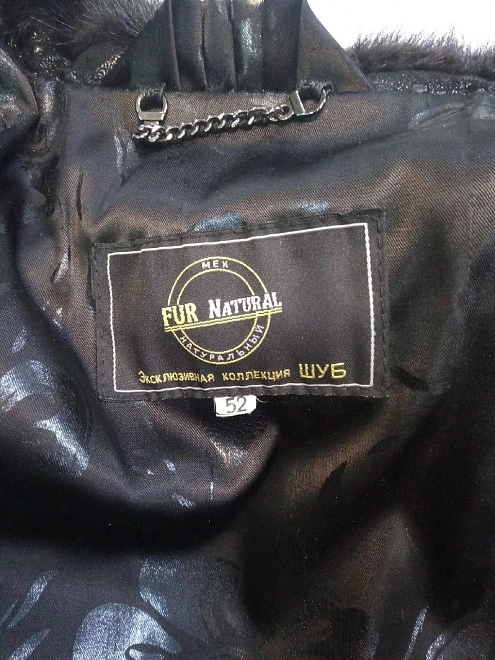 МЕХ
FUR NATURAL
НАТУРАЛЬНЫЙ
Эксклюзивная коллекция ШУБ
52